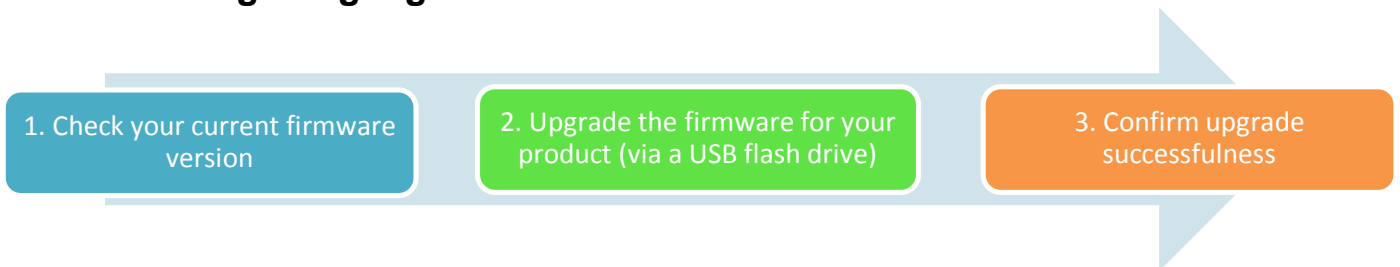 1. Check your current firmware
version
2. Upgrade the firmware for your
product (via a USB flash drive)
3. Confirm upgrade
successfulness